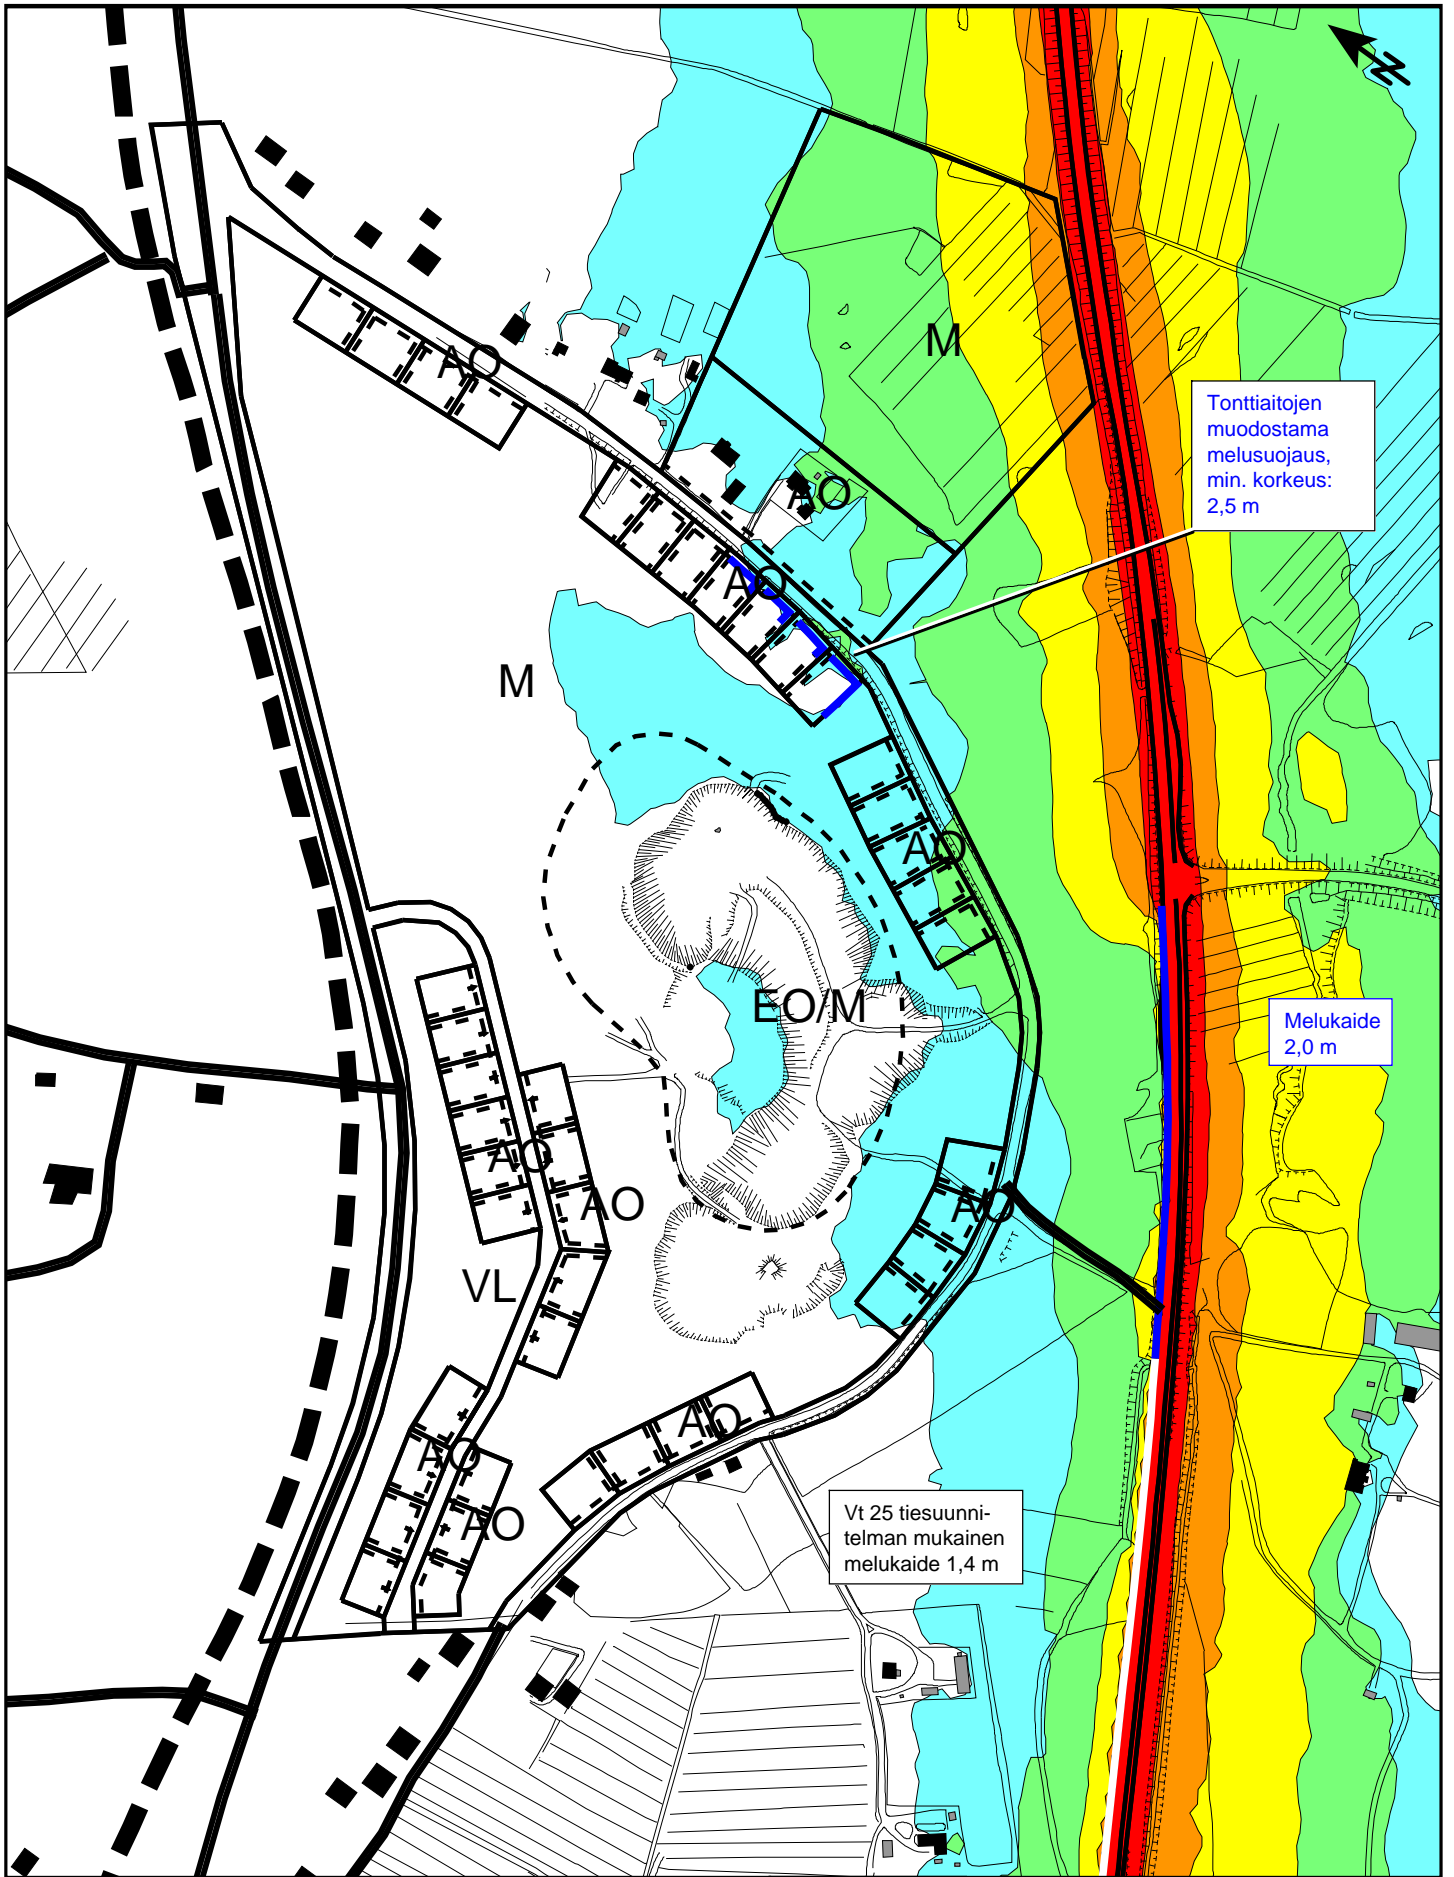 N
AO
M
Tonttiaitojen
muodostama
melusuojaus,
min. korkeus:
2,5 m
AO
AO
M
AO
EO/M
Melukaide
2,0 m
AO
AO
AO
VL
AO
AO
AO
Vt 25 tiesuunni-
telman mukainen
melukaide 1,4 m